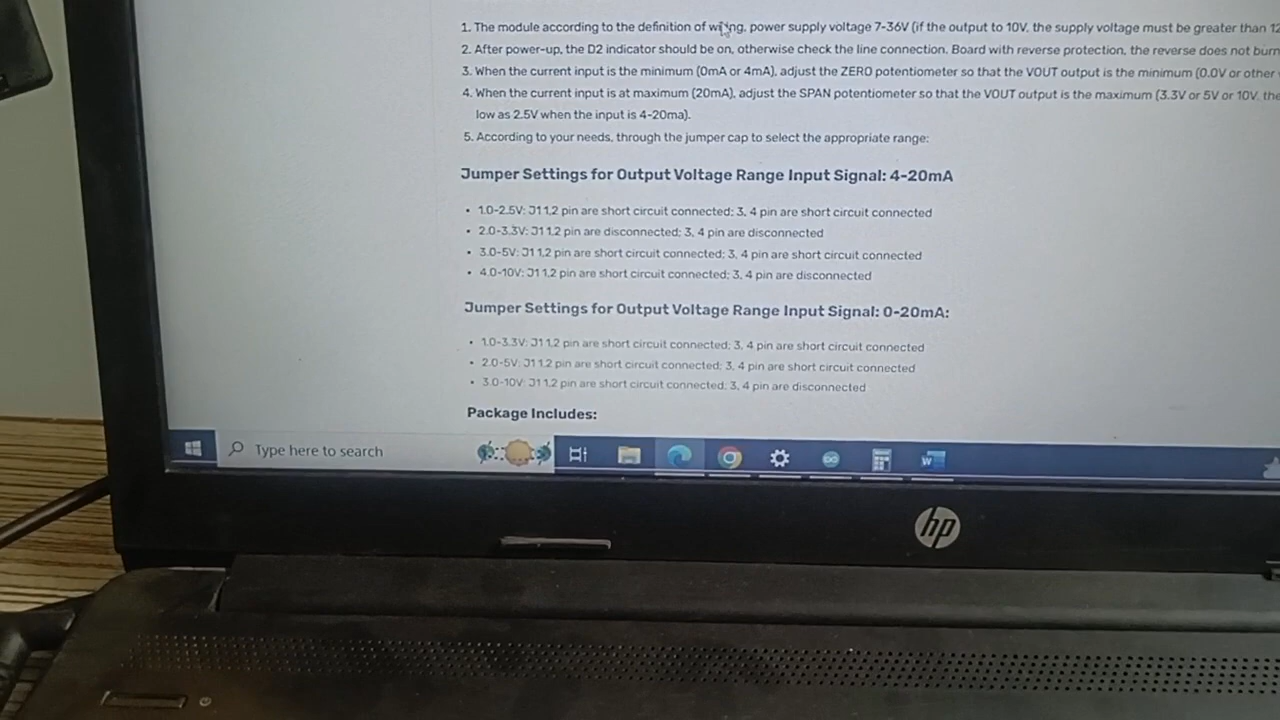 1. The module according to the definition of wiring, power supply voltage 7-36V (if the output to 10V, the supply voltage must be greater than 12
2. After power-up, the D2 indicator should be on, otherwise check the line connection. Board with reverse protection, the reverse does not burn
3. When the current input is the minimum (0mA or 4mA), adjust the ZERO potentiometer so that the VOUT output is the minimum (0.0V or other
4. When the current input is at maximum (20mA), adjust the SPAN potentiometer so that the VOUT output is the maximum (3.3V or 5V or 10V, the
low as 2.5V when the input is 4-20ma).
5. According to your needs, through the jumper cap to select the appropriate range:
Jumper Settings for Output Voltage Range Input Signal: 4-20mA
• 1.0-2.5V: J1 1,2 pin are short circuit connected; 3, 4 pin are short circuit connected
• 2.0-3.3V: J1 1,2 pin are disconnected; 3, 4 pin are disconnected
• 3.0-5V: J1 1,2 pin are short circuit connected; 3, 4 pin are short circuit connected
• 4.0-10V: J1 1,2 pin are short circuit connected; 3, 4 pin are disconnected
Jumper Settings for Output Voltage Range Input Signal: 0-20mA:
• 1.0-3.3V: J1 1,2 pin are short circuit connected; 3, 4 pin are short circuit connected
• 2.0-5V: J1 1,2 pin are short circuit connected; 3, 4 pin are short circuit connected
• 3.0-10V: J1 1,2 pin are short circuit connected, 3, 4 pin are disconnected
Package Includes:
Type here to search
W
hp